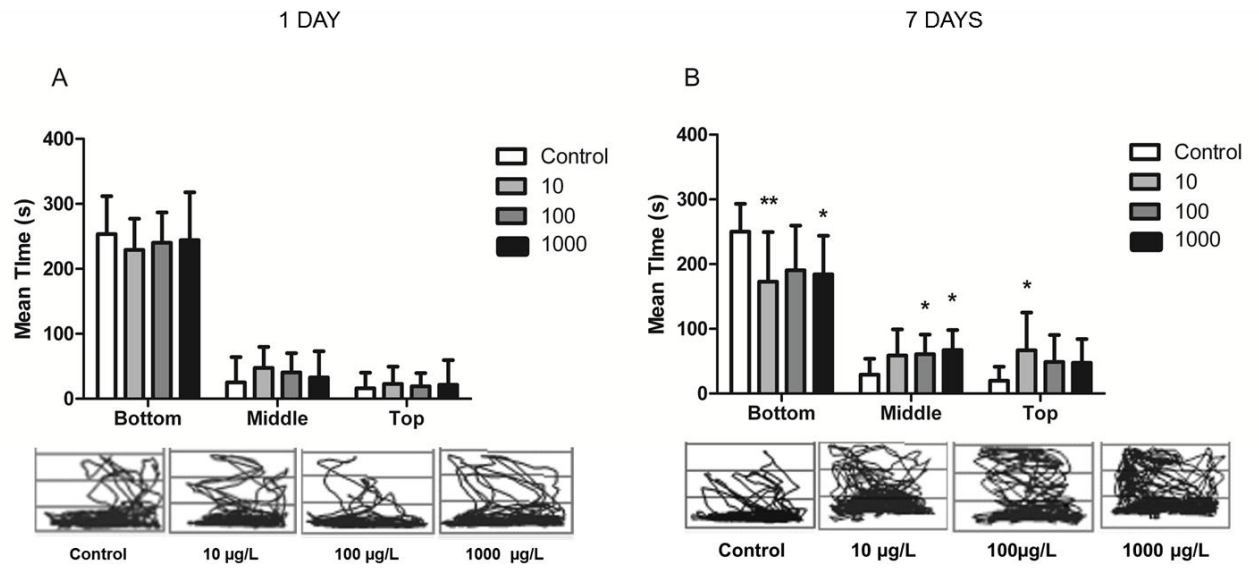 1 DAY
7 DAYS
A
400
300
200
100
0
Mean TIme (s)
Bottom
Middle
Top
Control
10
100
1000
Control
10 µg/L
100 µg/L
1000 µg/L
B
400
300
200
100
0
Mean TIme (s)
**
*
*
*
*
Bottom
Middle
Top
Control
10
100
1000
Control
10 µg/L
100µg/L
1000 µg/L